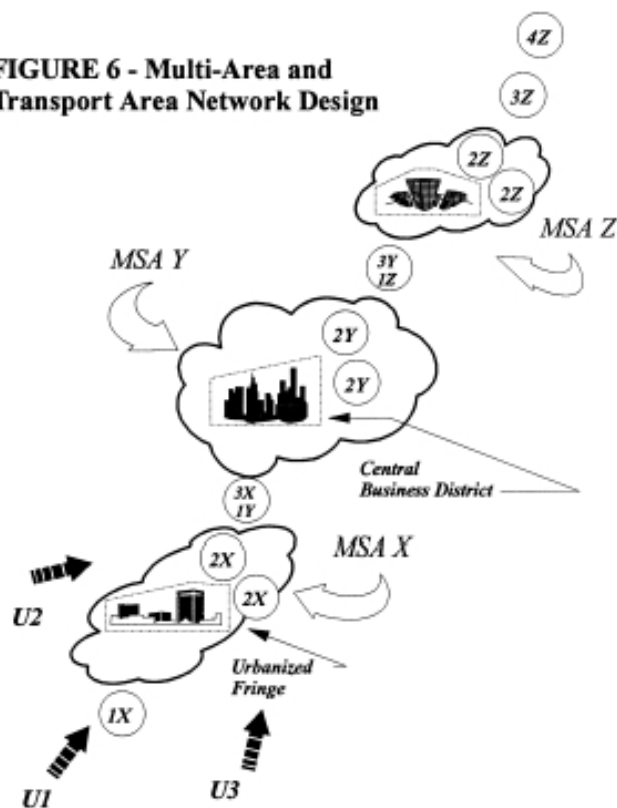 4Z
FIGURE 6 - Multi-Area and
Transport Area Network Design
3Z
2Z
2Z
MSA Z
MSA Y
3Y
1Z
2Y
2Y
Central
Business District
3X
1Y
MSA X
2X
2X
U2
Urbanized
Fringe
1X
U1
U3